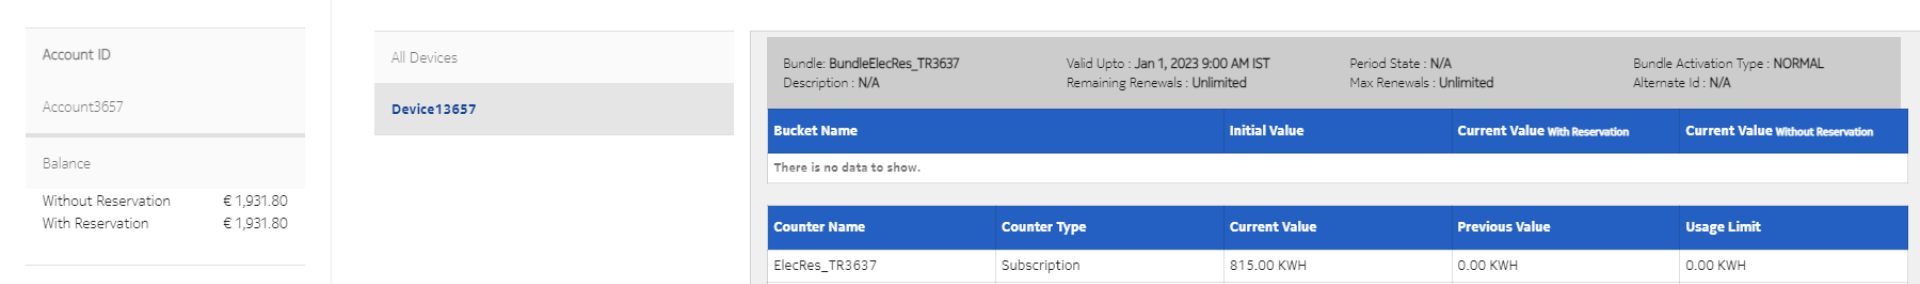 Account ID
Account3657
Balance
Without Reservation € 1,931.80
With Reservation € 1,931.80
All Devices
Device13657
Bundle: BundleElecRes_TR3637 Valid Upto : Jan 1, 2023 9:00 AM IST Period State : N/A Bundle Activation Type : NORMAL
Description : N/A Remaining Renewals : Unlimited Max Renewals : Unlimited Alternate Id : N/A
Bucket Name Initial Value Current Value With Reservation Current Value Without Reservation
There is no data to show.
Counter Name Counter Type Current Value Previous Value Usage Limit
ElecRes_TR3637 Subscription 815.00 KWH 0.00 KWH 0.00 KWH